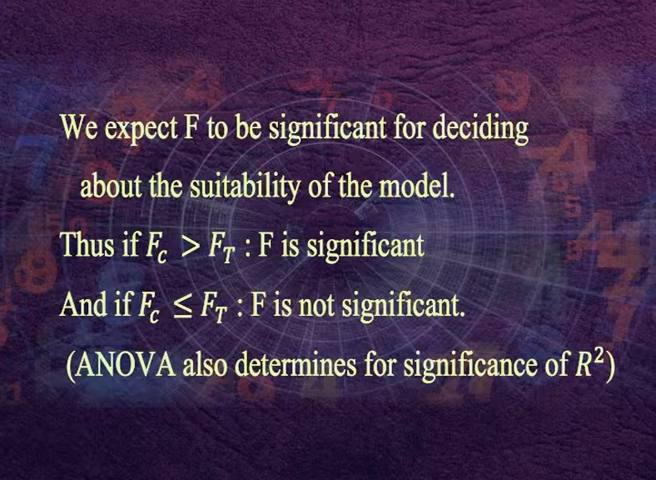 We expect F to be significant for deciding
about the suitability of the model.
Thus if F_c > F_T : F is significant
And if F_c ≤ F_T : F is not significant.
(ANOVA also determines for significance of R²)